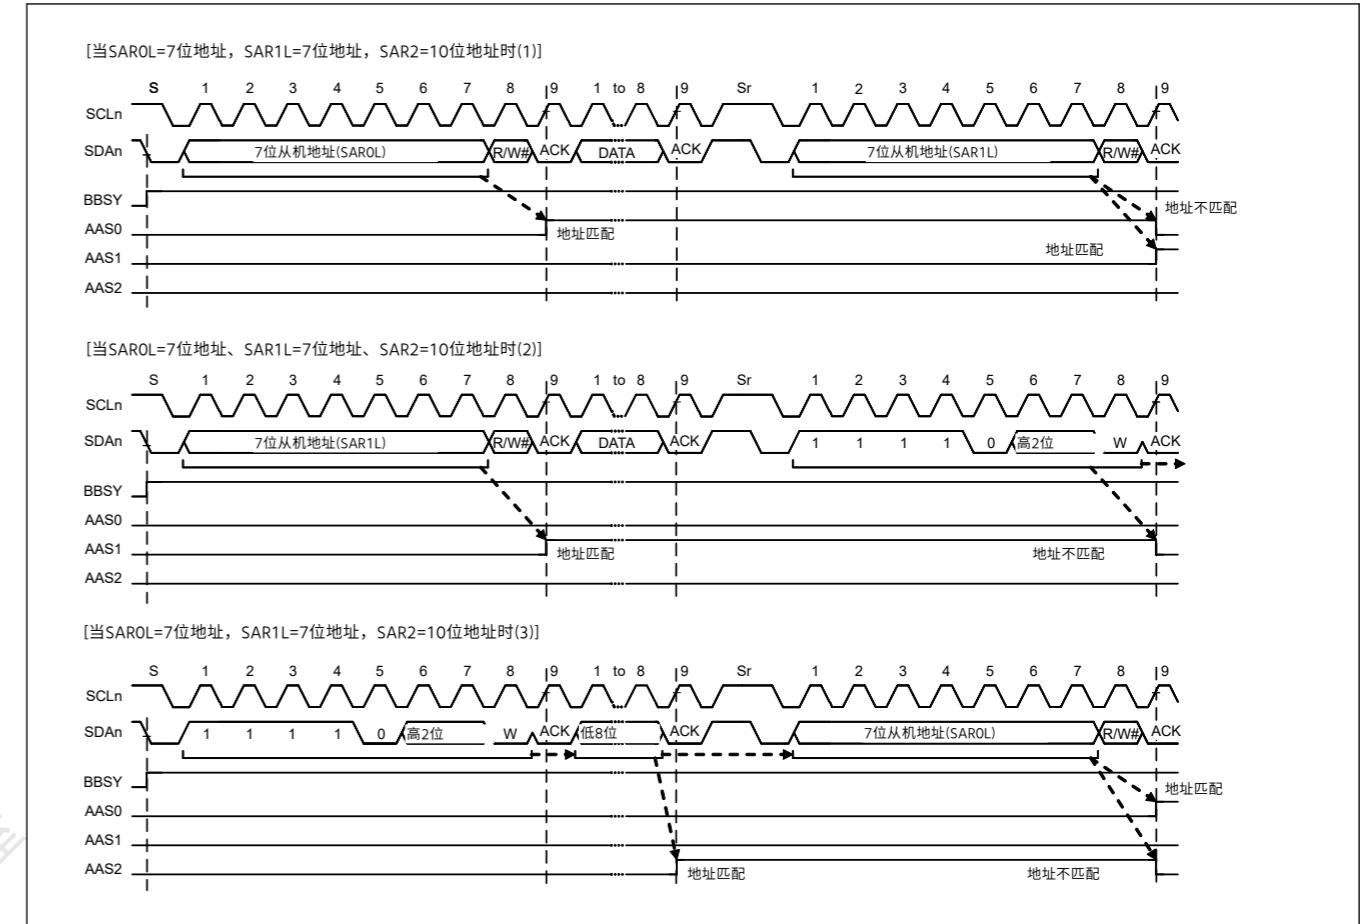 [当SAR0L=7位地址，SAR1L=7位地址，SAR2=10位地址时(1)]
S 1 2 3 4 5 6 7 8 9 1 to 8 9 Sr 1 2 3 4 5 6 7 8 9
SCLn
SDAn 7位从机地址(SAR0L) R/W# ACK DATA ACK 7位从机地址(SAR1L) R/W# ACK
BBSY
地址不匹配
AAS0 地址匹配
地址匹配
AAS1
AAS2
[当SAR0L=7位地址、SAR1L=7位地址、SAR2=10位地址时(2)]
S 1 2 3 4 5 6 7 8 9 1 to 8 9 Sr 1 2 3 4 5 6 7 8 9
SCLn
SDAn 7位从机地址(SAR1L) R/W# ACK DATA ACK 1 1 1 1 0 高2位 W ACK
BBSY
AAS0
AAS1 地址匹配 地址不匹配
AAS2
[当SAR0L=7位地址，SAR1L=7位地址，SAR2=10位地址时(3)]
S 1 2 3 4 5 6 7 8 9 1 to 8 9 Sr 1 2 3 4 5 6 7 8 9
SCLn
SDAn 1 1 1 1 0 高2位 W ACK 低8位 ACK 7位从机地址(SAR0L) R/W# ACK
BBSY 地址匹配
AAS0
AAS1
AAS2 地址匹配 地址不匹配